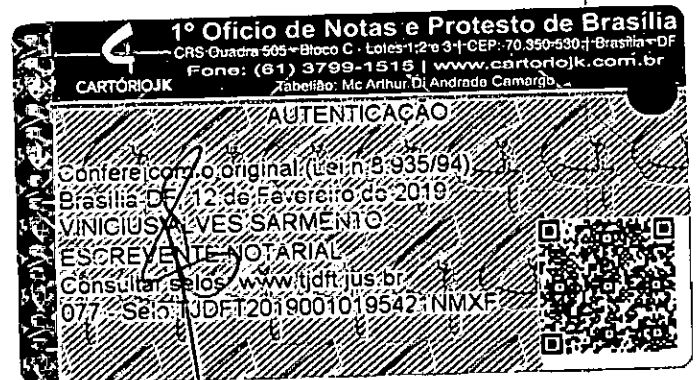 1º Ofício de Notas e Protesto de Brasília
CRS Quadra 505 - Bloco C - Lotes 1,2 e 3 | CEP: 70.350-530 | Brasília - DF
Fone: (61) 3799-1515 | www.cartoriojk.com.br
CARTÓRIOJK
Tabelião: Mc Arthur Di Andrade Camargo
AUTENTICAÇÃO
Confere com o original (Lei n 8.935/94)
Brasília-DF, 12 de Fevereiro de 2019
VINICIUS ALVES SARMENTO
ESCREVENTE NOTARIAL
Consultar selos: www.tjdft.jus.br
077 - Selo: TJDFT20190010195421NMXF